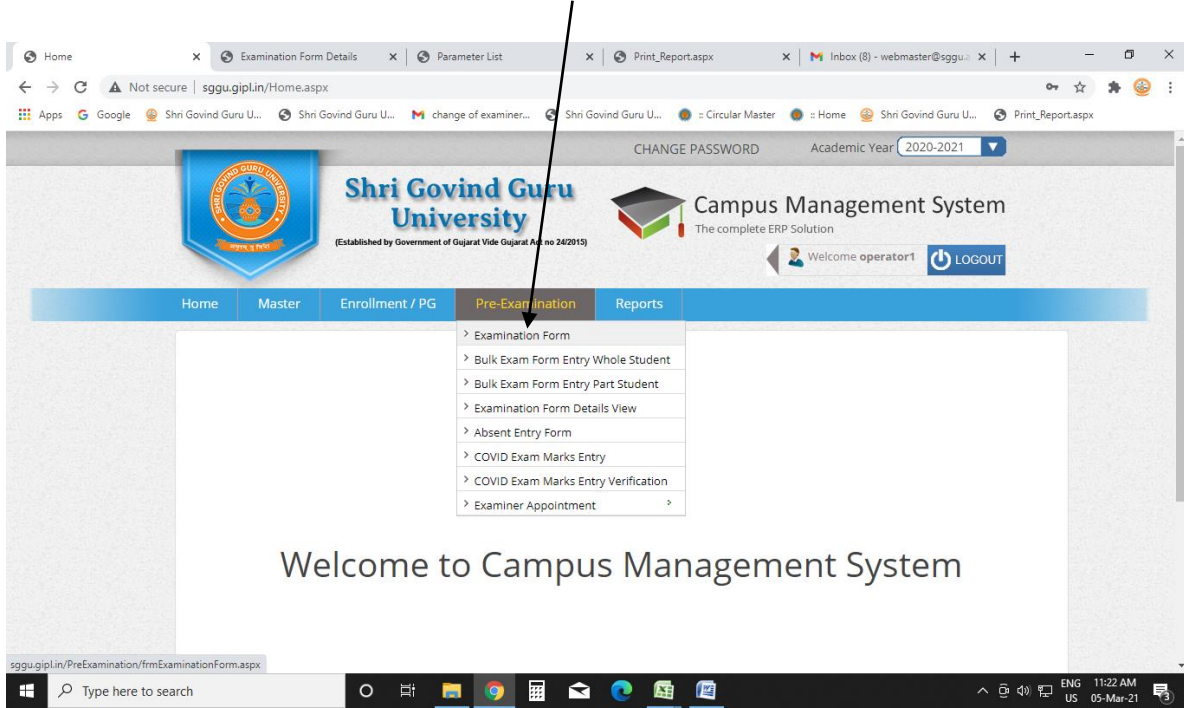 Home
Examination Form Details
Parameter List
Print_Report.aspx
Inbox (8) - webmaster@sggu.a
Not secure | sggu.gipl.in/Home.aspx
Apps
Google
Shri Govind Guru U...
Shri Govind Guru U...
change of examiner...
Shri Govind Guru U...
:: Circular Master
:: Home
Shri Govind Guru U...
Print_Report.aspx
CHANGE PASSWORD
Academic Year 2020-2021
SHRI GOVIND GURU UNIVERSITY
Shri Govind Guru
University
(Established by Government of Gujarat Vide Gujarat Act no 24/2015)
Campus Management System
The complete ERP Solution
Welcome operator1
LOGOUT
Home Master Enrollment / PG Pre-Examination Reports
> Examination Form
> Bulk Exam Form Entry Whole Student
> Bulk Exam Form Entry Part Student
> Examination Form Details View
> Absent Entry Form
> COVID Exam Marks Entry
> COVID Exam Marks Entry Verification
> Examiner Appointment >
Welcome to Campus Management System
sggu.gipl.in/PreExamination/frmExaminationForm.aspx
Type here to search
ENG
US
11:22 AM
05-Mar-21
3